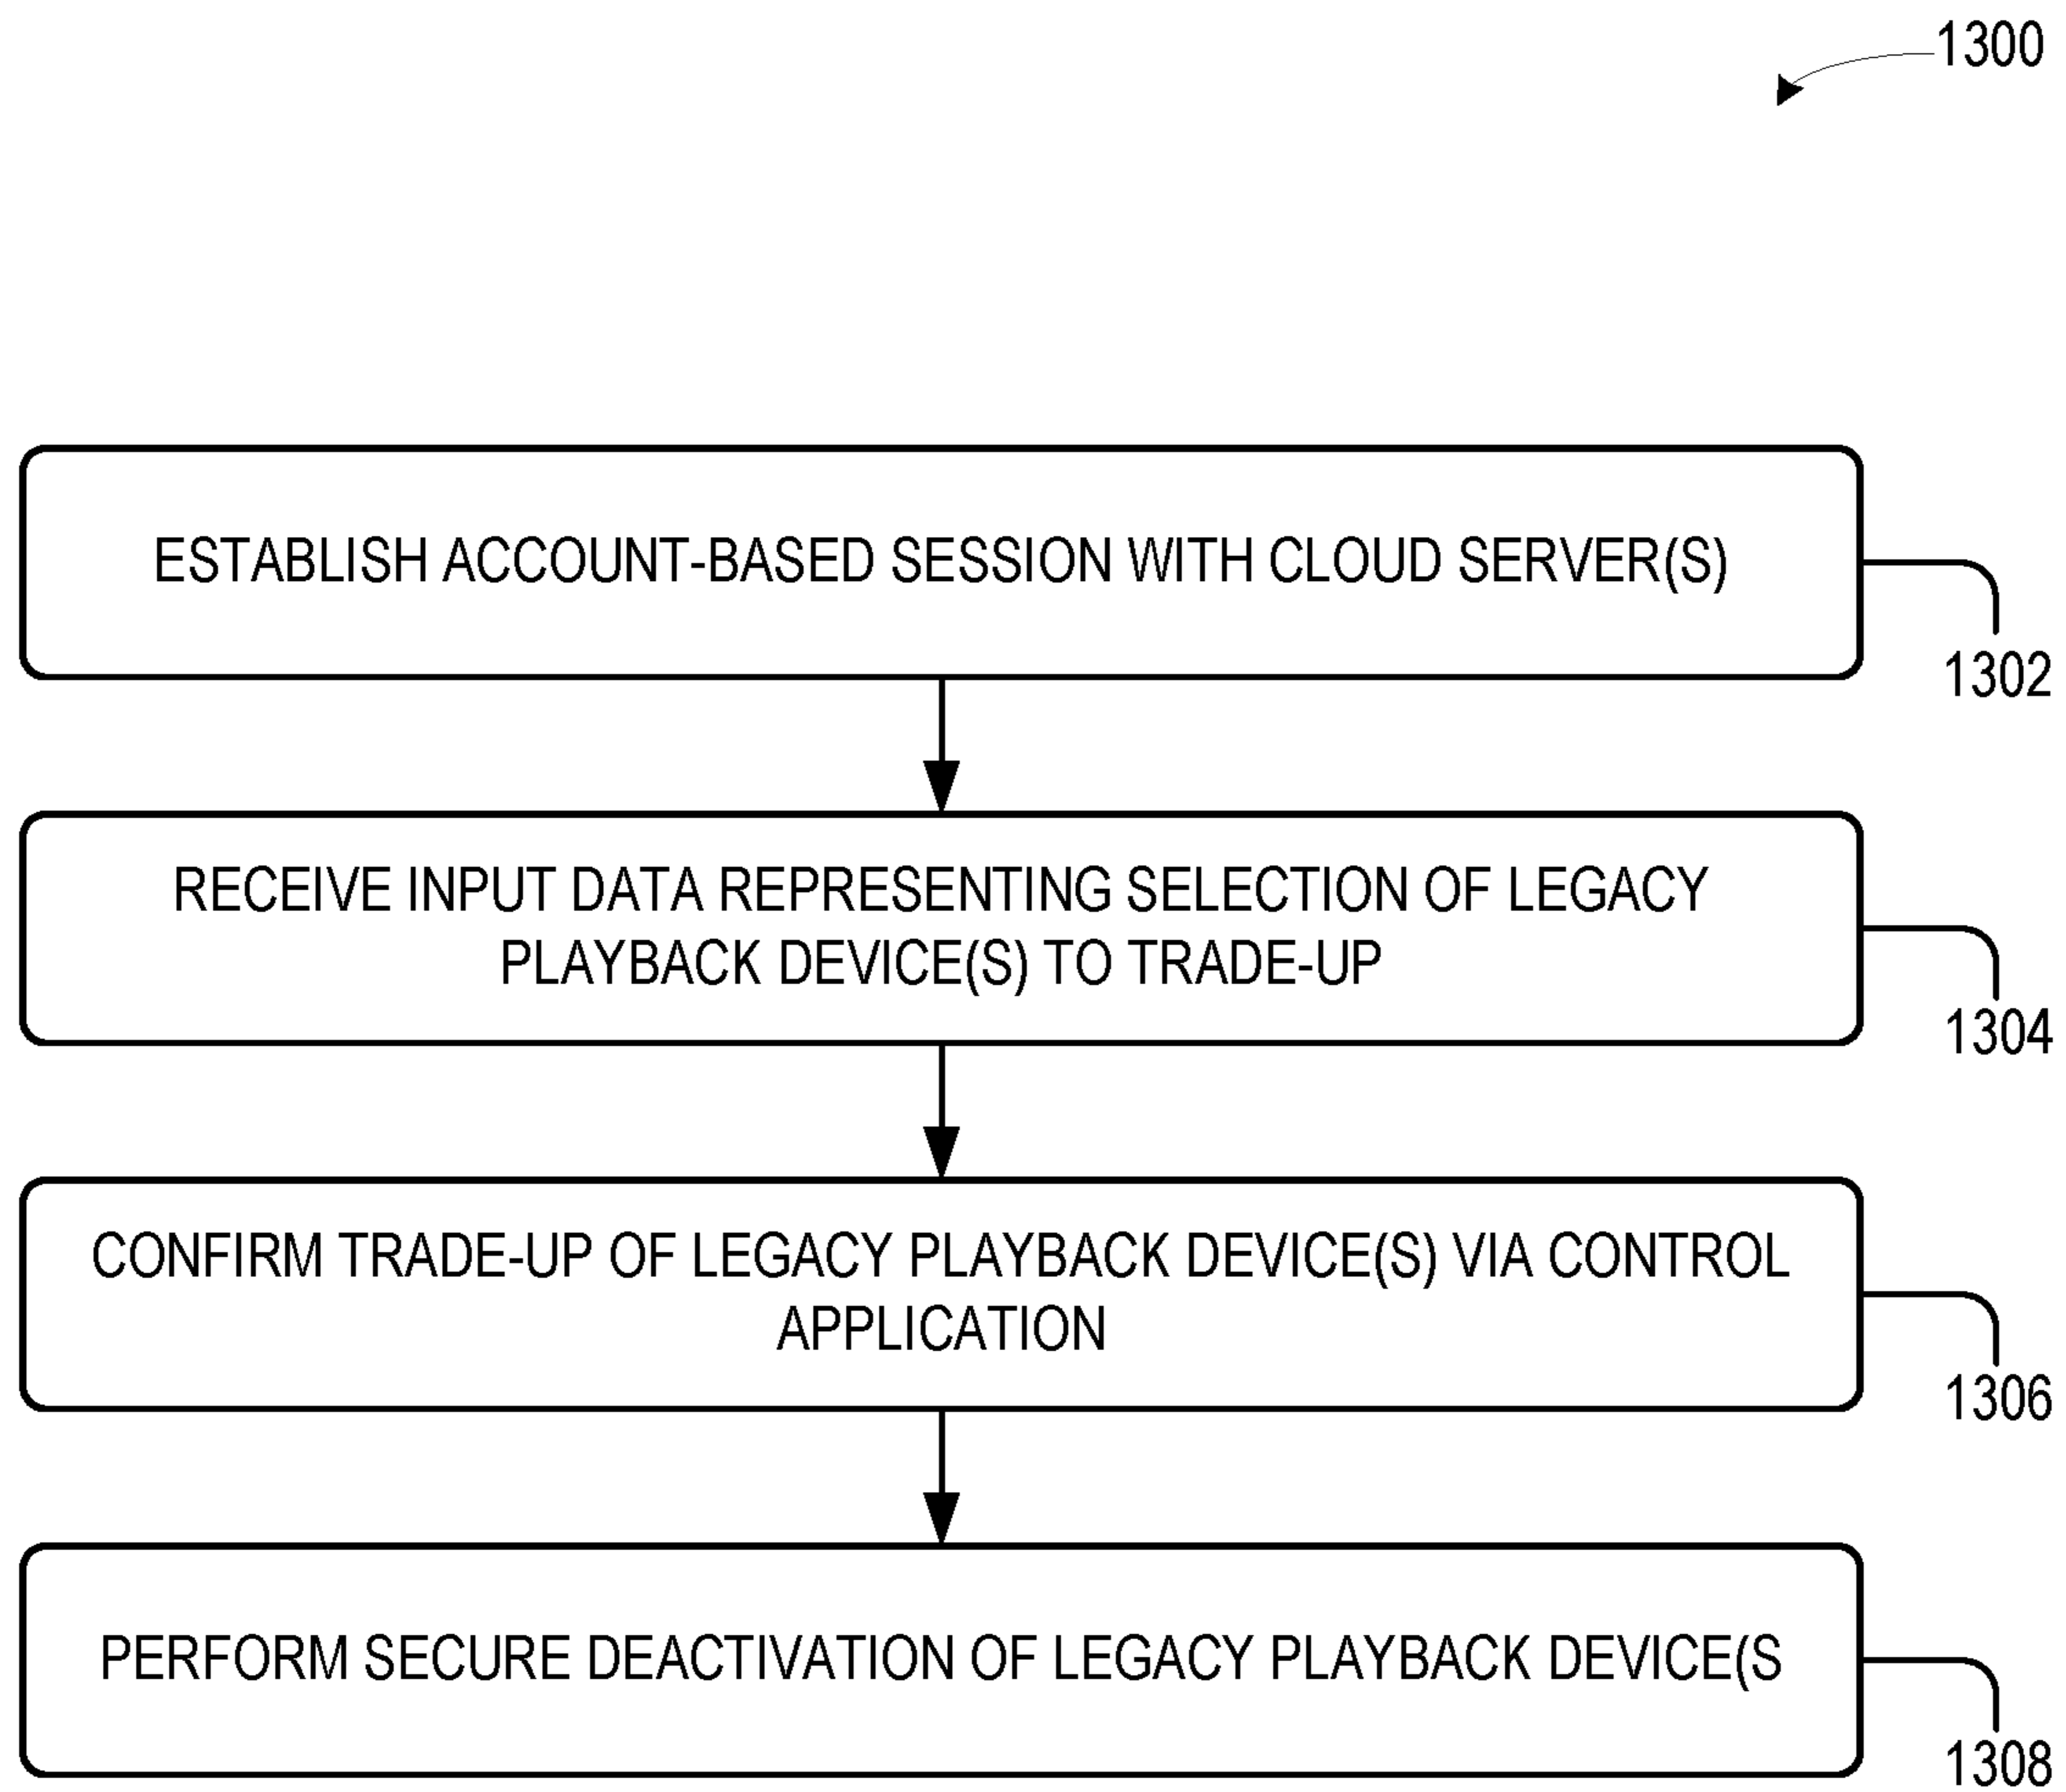 1300
ESTABLISH ACCOUNT-BASED SESSION WITH CLOUD SERVER(S)
1302
RECEIVE INPUT DATA REPRESENTING SELECTION OF LEGACY
PLAYBACK DEVICE(S) TO TRADE-UP
1304
CONFIRM TRADE-UP OF LEGACY PLAYBACK DEVICE(S) VIA CONTROL
APPLICATION
1306
PERFORM SECURE DEACTIVATION OF LEGACY PLAYBACK DEVICE(S
1308